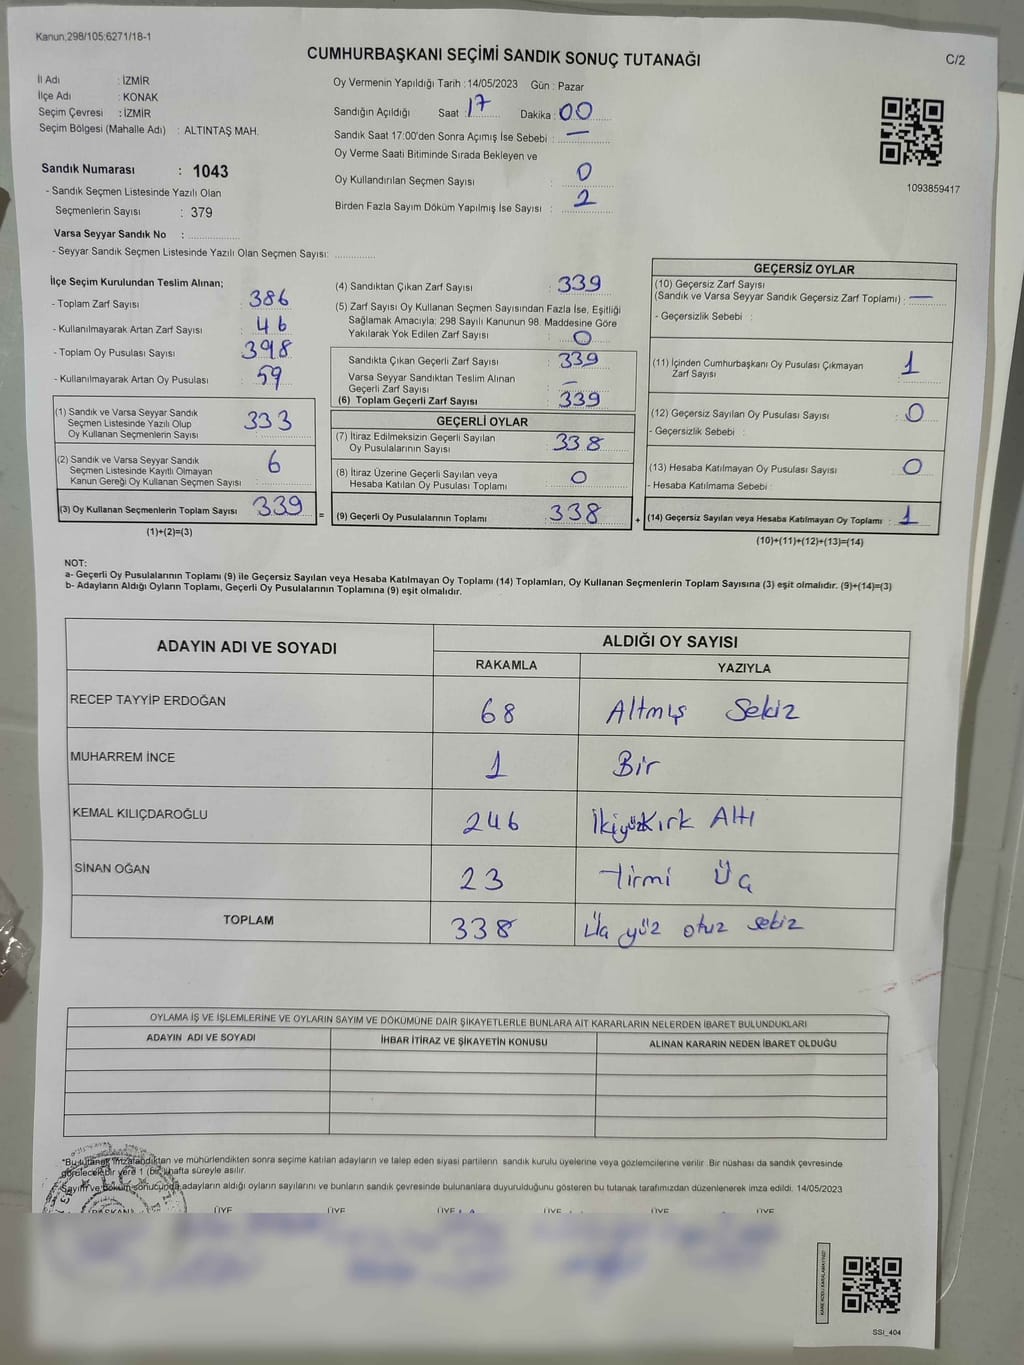 Kanun,298/105;6271/18-1
CUMHURBAŞKANI SEÇİMİ SANDIK SONUÇ TUTANAĞI
C/2
İl Adı : İZMİR
İlçe Adı : KONAK
Seçim Çevresi : İZMİR
Seçim Bölgesi (Mahalle Adı) : ALTINTAŞ MAH.
Sandık Numarası : 1043
- Sandık Seçmen Listesinde Yazılı Olan
Seçmenlerin Sayısı : 379
Varsa Seyyar Sandık No :
- Seyyar Sandık Seçmen Listesinde Yazılı Olan Seçmen Sayısı:
Oy Vermenin Yapıldığı Tarih : 14/05/2023 Gün : Pazar
Sandığın Açıldığı Saat : 17 Dakika : 00
Sandık Saat 17:00'den Sonra Açımış İse Sebebi : —
Oy Verme Saati Bitiminde Sırada Bekleyen ve
Oy Kullandırılan Seçmen Sayısı : 0
Birden Fazla Sayım Döküm Yapılmış İse Sayısı : 2
1093859417
İlçe Seçim Kurulundan Teslim Alınan;
- Toplam Zarf Sayısı : 386
- Kullanılmayarak Artan Zarf Sayısı : 46
- Toplam Oy Pusulası Sayısı : 398
- Kullanılmayarak Artan Oy Pusulası : 59
(1) Sandık ve Varsa Seyyar Sandık
Seçmen Listesinde Yazılı Olup
Oy Kullanan Seçmenlerin Sayısı : 333
(2) Sandık ve Varsa Seyyar Sandık
Seçmen Listesinde Kayıtlı Olmayan
Kanun Gereği Oy Kullanan Seçmen Sayısı : 6
(3) Oy Kullanan Seçmenlerin Toplam Sayısı : 339
(1)+(2)=(3)
(4) Sandıktan Çıkan Zarf Sayısı : 339
(5) Zarf Sayısı Oy Kullanan Seçmen Sayısından Fazla İse, Eşitliği
Sağlamak Amacıyla; 298 Sayılı Kanunun 98. Maddesine Göre
Yakılarak Yok Edilen Zarf Sayısı : 0
Sandıkta Çıkan Geçerli Zarf Sayısı : 339
Varsa Seyyar Sandıktan Teslim Alınan
Geçerli Zarf Sayısı : —
(6) Toplam Geçerli Zarf Sayısı : 339
=
GEÇERLİ OYLAR
(7) İtiraz Edilmeksizin Geçerli Sayılan
Oy Pusulalarının Sayısı : 338
(8) İtiraz Üzerine Geçerli Sayılan veya
Hesaba Katılan Oy Pusulası Toplamı : 0
(9) Geçerli Oy Pusulalarının Toplamı : 338
+
GEÇERSİZ OYLAR
(10) Geçersiz Zarf Sayısı
(Sandık ve Varsa Seyyar Sandık Geçersiz Zarf Toplamı) : —
- Geçersizlik Sebebi :
(11) İçinden Cumhurbaşkanı Oy Pusulası Çıkmayan
Zarf Sayısı : 1
(12) Geçersiz Sayılan Oy Pusulası Sayısı : 0
- Geçersizlik Sebebi :
(13) Hesaba Katılmayan Oy Pusulası Sayısı : 0
- Hesaba Katılmama Sebebi :
(14) Geçersiz Sayılan veya Hesaba Katılmayan Oy Toplamı : 1
(10)+(11)+(12)+(13)=(14)
NOT:
a- Geçerli Oy Pusulalarının Toplamı (9) ile Geçersiz Sayılan veya Hesaba Katılmayan Oy Toplamı (14) Toplamları, Oy Kullanan Seçmenlerin Toplam Sayısına (3) eşit olmalıdır. (9)+(14)=(3)
b- Adayların Aldığı Oyların Toplamı, Geçerli Oy Pusulalarının Toplamına (9) eşit olmalıdır.
ADAYIN ADI VE SOYADI
ALDIĞI OY SAYISI
RAKAMLA YAZIYLA
RECEP TAYYİP ERDOĞAN 68 Altmış Sekiz
MUHARREM İNCE 1 Bir
KEMAL KILIÇDAROĞLU 246 İkiyüzKırk Altı
SİNAN OĞAN 23 Yirmi Üç
TOPLAM 338 Üç yüz otuz sekiz
OYLAMA İŞ VE İŞLEMLERİNE VE OYLARIN SAYIM VE DÖKÜMÜNE DAİR ŞİKAYETLERLE BUNLARA AİT KARARLARIN NELERDEN İBARET BULUNDUKLARI
ADAYIN ADI VE SOYADI İHBAR İTİRAZ VE ŞİKAYETİN KONUSU ALINAN KARARIN NEDEN İBARET OLDUĞU
*Bu tutanak imzalandıktan ve mühürlendikten sonra seçime katılan adayların ve talep eden siyasi partilerin sandık kurulu üyelerine veya gözlemcilerine verilir. Bir nüshası da sandık çevresinde
görülecek bir yere 1 (bir) hafta süreyle asılır.
Sayım ve döküm sonucunda adayların aldığı oyların sayılarını ve bunların sandık çevresinde bulunanlara duyurulduğunu gösteren bu tutanak tarafımızdan düzenlenerek imza edildi. 14/05/2023
BAŞKAN ÜYE ÜYE ÜYE ÜYE ÜYE ÜYE
SSI_404